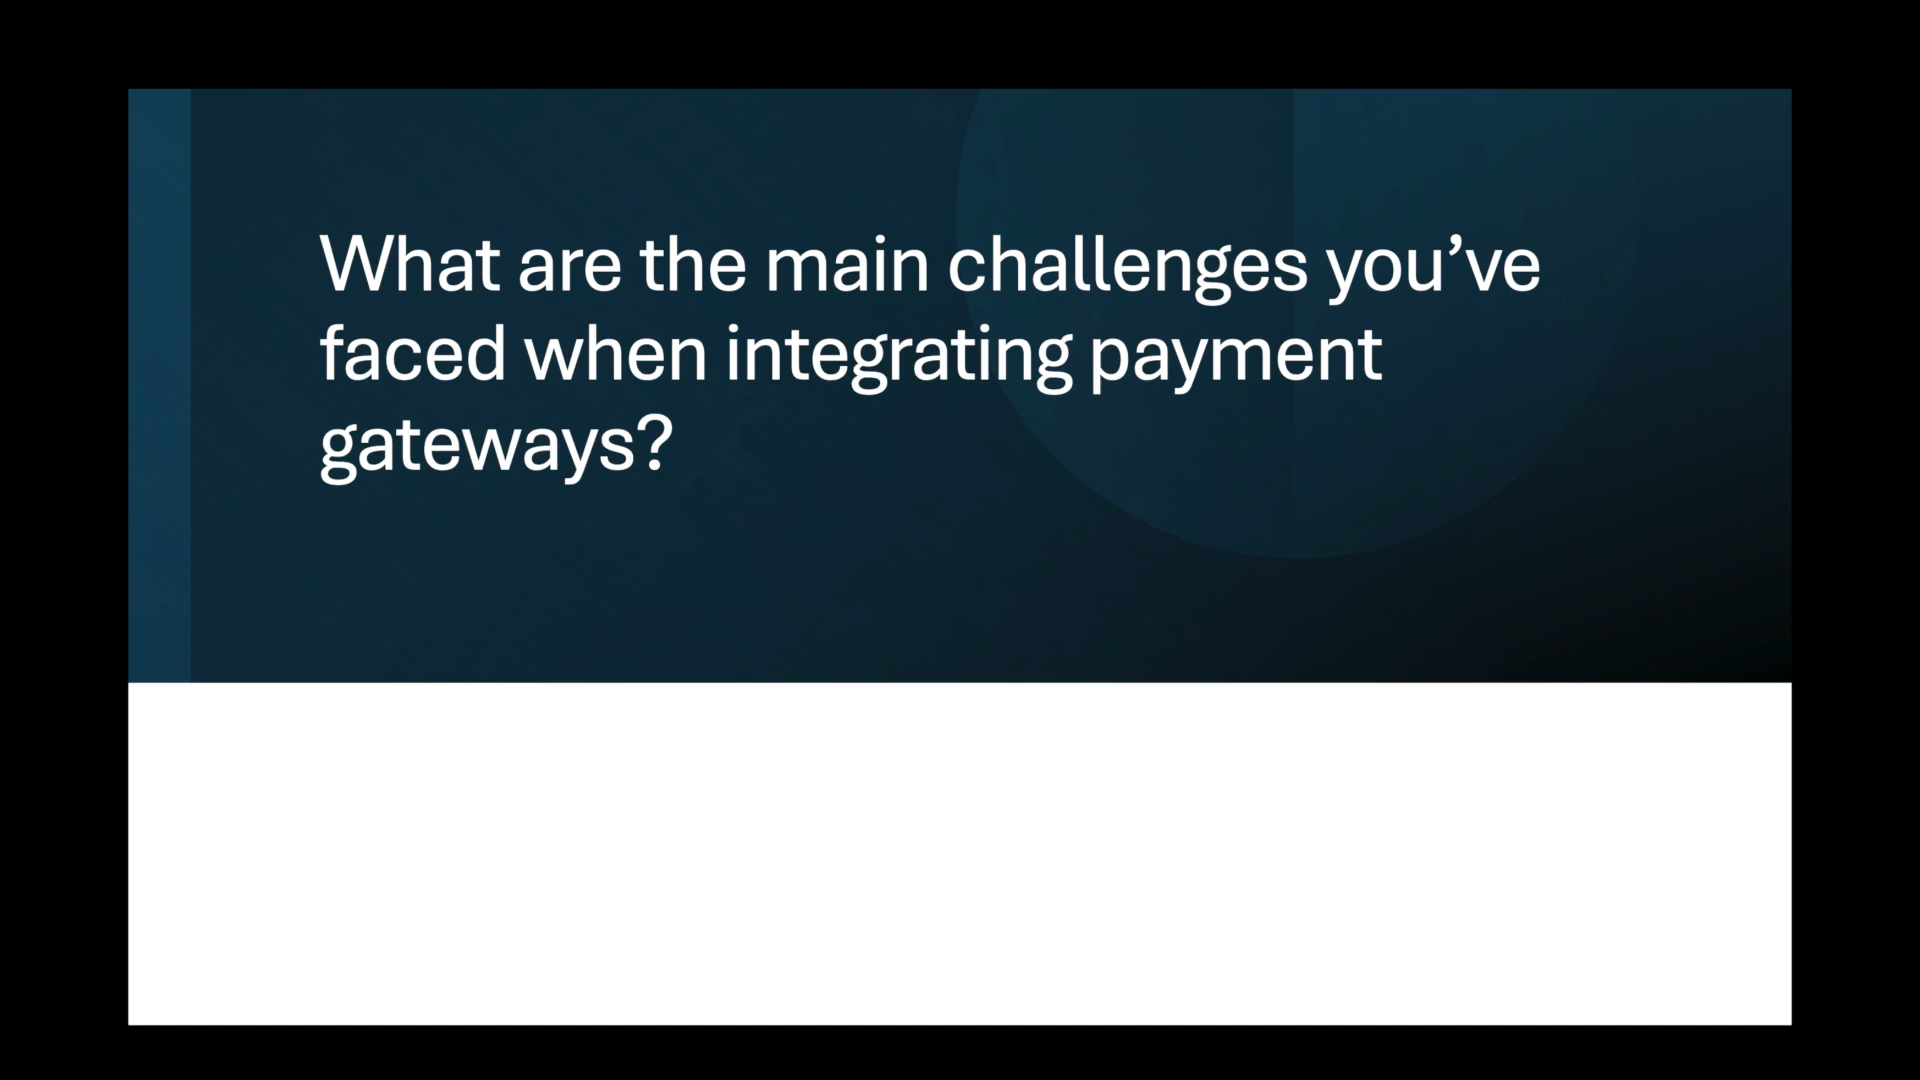 What are the main challenges you’ve
faced when integrating payment
gateways?